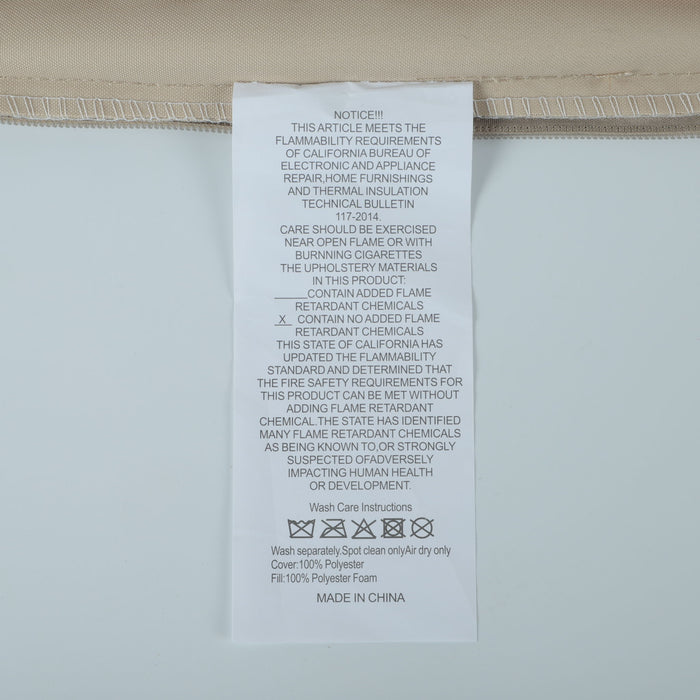 NOTICE!!!
THIS ARTICLE MEETS THE
FLAMMABILITY REQUIREMENTS
OF CALIFORNIA BUREAU OF
ELECTRONIC AND APPLIANCE
REPAIR,HOME FURNISHINGS
AND THERMAL INSULATION
TECHNICAL BULLETIN
117-2014.
CARE SHOULD BE EXERCISED
NEAR OPEN FLAME OR WITH
BURNNING CIGARETTES
THE UPHOLSTERY MATERIALS
IN THIS PRODUCT:
______CONTAIN ADDED FLAME
RETARDANT CHEMICALS
X CONTAIN NO ADDED FLAME
RETARDANT CHEMICALS
THIS STATE OF CALIFORNIA HAS
UPDATED THE FLAMMABILITY
STANDARD AND DETERMINED THAT
THE FIRE SAFETY REQUIREMENTS FOR
THIS PRODUCT CAN BE MET WITHOUT
ADDING FLAME RETARDANT
CHEMICAL.THE STATE HAS IDENTIFIED
MANY FLAME RETARDANT CHEMICALS
AS BEING KNOWN TO,OR STRONGLY
SUSPECTED OFADVERSELY
IMPACTING HUMAN HEALTH
OR DEVELOPMENT.
Wash Care Instructions
Wash separately.Spot clean onlyAir dry only
Cover:100% Polyester
Fill:100% Polyester Foam
MADE IN CHINA